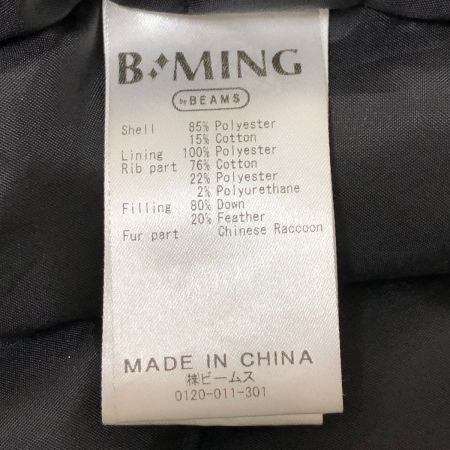 B MING
by BEAMS
Shell 85% Polyester
15% Cotton
Lining 100% Polyester
Rib part 76% Cotton
22% Polyester
2% Polyurethane
Filling 80% Down
20% Feather
Fur part Chinese Raccoon
MADE IN CHINA
㈱ビームス
0120-011-301